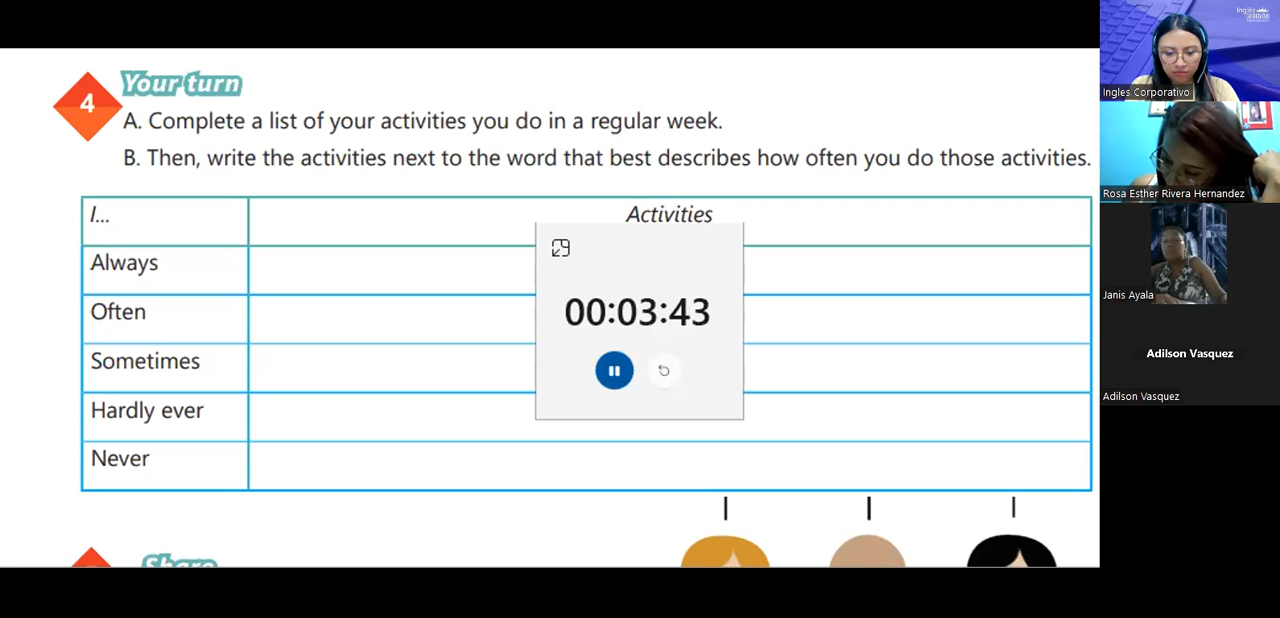 4
Your turn
A. Complete a list of your activities you do in a regular week.
B. Then, write the activities next to the word that best describes how often you do those activities.
I...
Activities
Always
Often
Sometimes
Hardly ever
Never
00:03:43
Share
Ingles Corporativo
Rosa Esther Rivera Hernandez
Janis Ayala
Adilson Vasquez
Adilson Vasquez